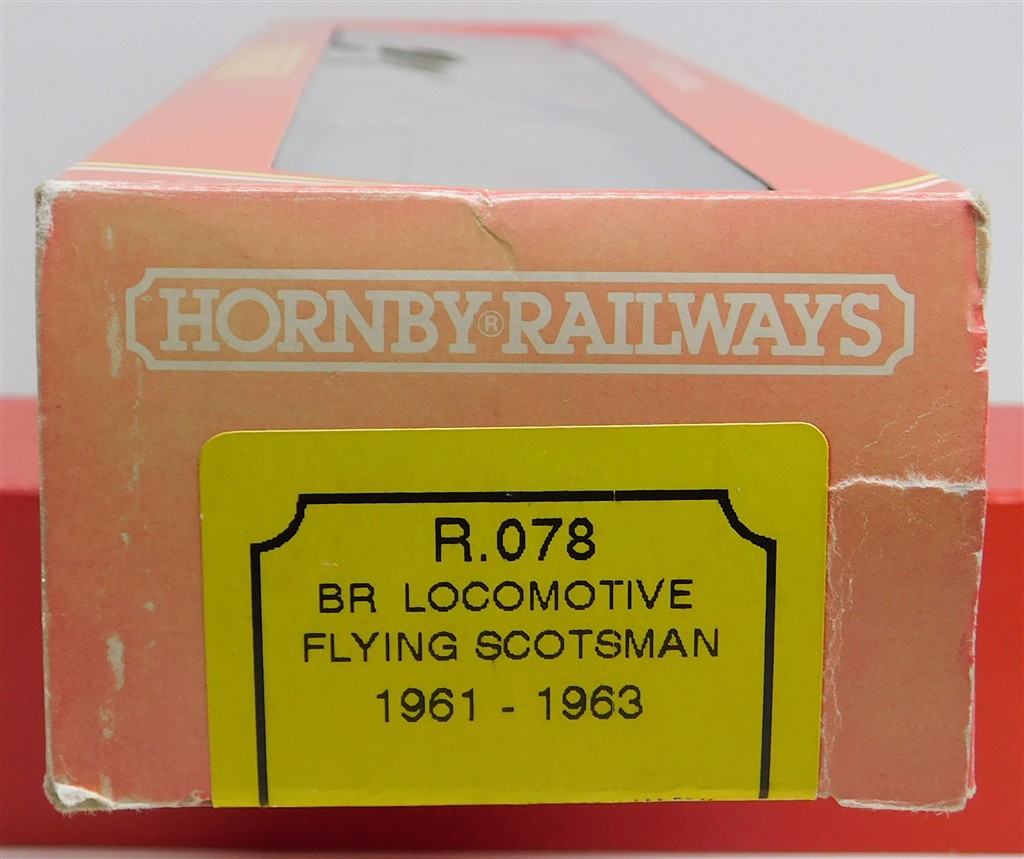 HORNBY® RAILWAYS
R.078
BR LOCOMOTIVE
FLYING SCOTSMAN
1961 - 1963